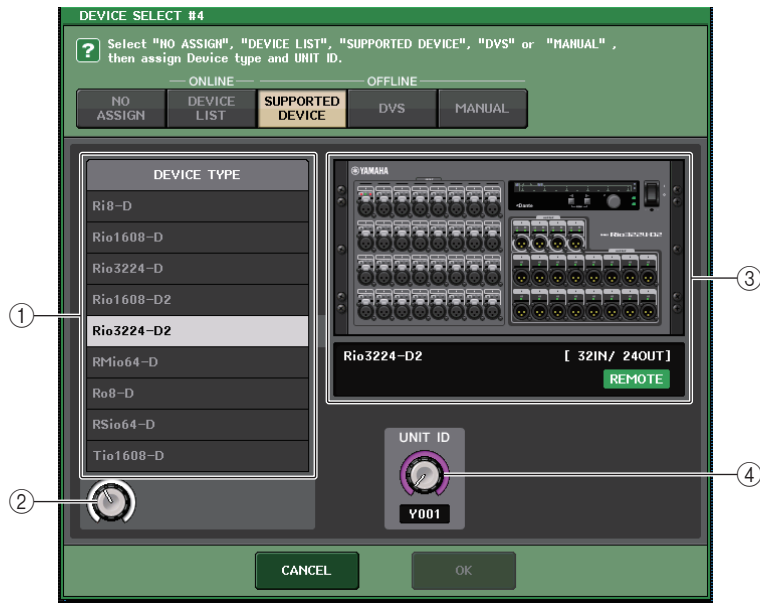 DEVICE SELECT #4
? Select "NO ASSIGN", "DEVICE LIST", "SUPPORTED DEVICE", "DVS" or "MANUAL" ,
then assign Device type and UNIT ID.
ONLINE OFFLINE
NO ASSIGN
DEVICE LIST
SUPPORTED DEVICE
DVS
MANUAL
DEVICE TYPE
Ri8-D
Rio1608-D
Rio3224-D
Rio1608-D2
Rio3224-D2
RMio64-D
Ro8-D
RSio64-D
Tio1608-D
YAMAHA
Dante
Rio3224-D2
Rio3224-D2 [ 32IN/ 24OUT]
REMOTE
UNIT ID
Y001
CANCEL
OK
1
2
3
4